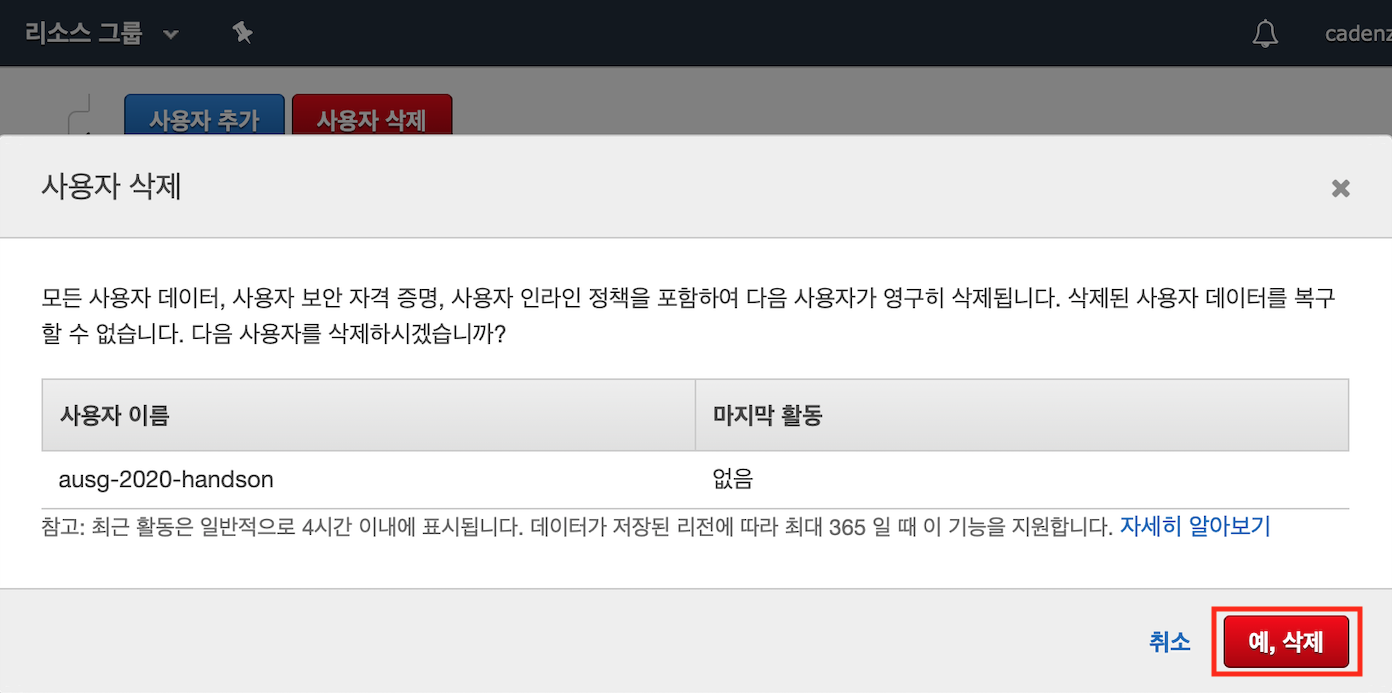 리소스 그룹
cadenz
사용자 추가 사용자 삭제
사용자 삭제
모든 사용자 데이터, 사용자 보안 자격 증명, 사용자 인라인 정책을 포함하여 다음 사용자가 영구히 삭제됩니다. 삭제된 사용자 데이터를 복구
할 수 없습니다. 다음 사용자를 삭제하시겠습니까?
사용자 이름 마지막 활동
ausg-2020-handson 없음
참고: 최근 활동은 일반적으로 4시간 이내에 표시됩니다. 데이터가 저장된 리전에 따라 최대 365 일 때 이 기능을 지원합니다. 자세히 알아보기
취소 예, 삭제